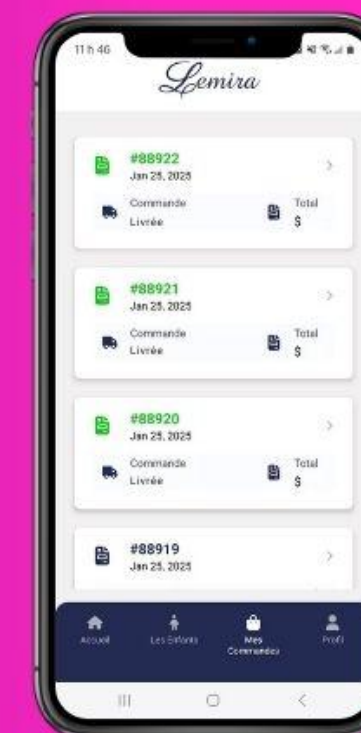 11 h 46
Lemira
#88922
Jan 25, 2025
Commande
Livrée
Total
$
#88921
Jan 25, 2025
Commande
Livrée
Total
$
#88920
Jan 25, 2025
Commande
Livrée
Total
$
#88919
Jan 25, 2025
Accueil
Les Enfants
Mes
Commandes
Profil